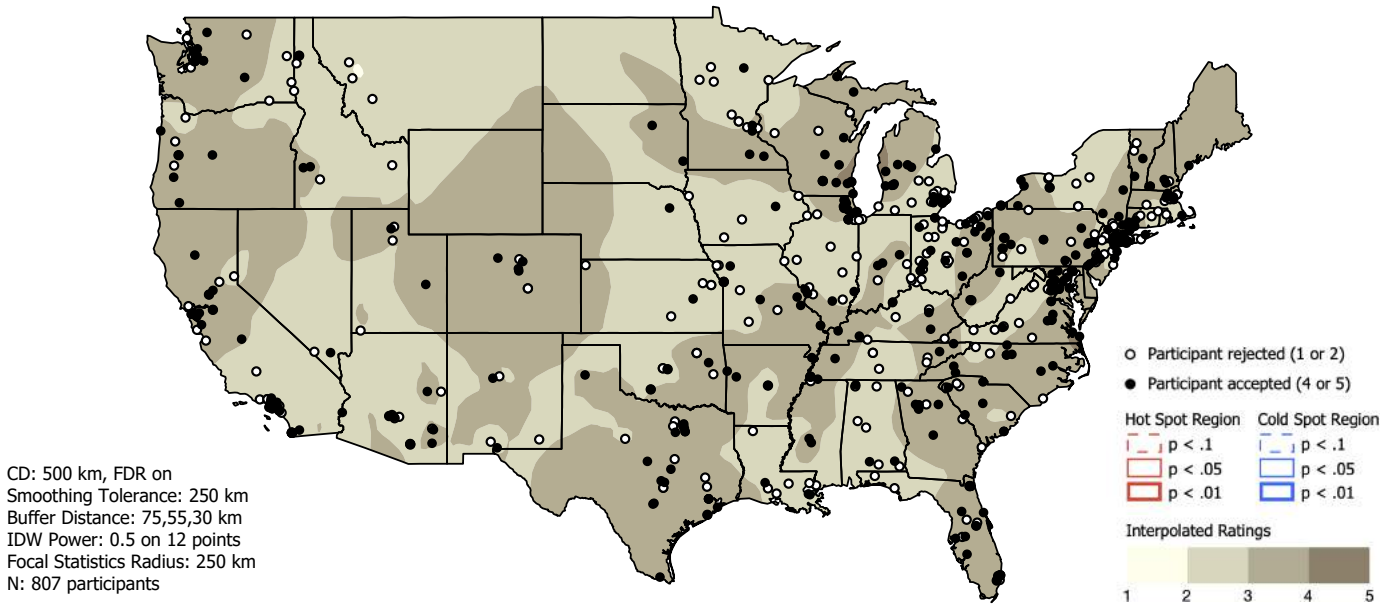 Participant rejected (1 or 2)
Participant accepted (4 or 5)
Hot Spot Region
Cold Spot Region
p < .1
p < .1
p < .05
p < .05
p < .01
p < .01
CD: 500 km, FDR on
Smoothing Tolerance: 250 km
Buffer Distance: 75,55,30 km
IDW Power: 0.5 on 12 points
Focal Statistics Radius: 250 km
N: 807 participants
Interpolated Ratings
1 2 3 4 5